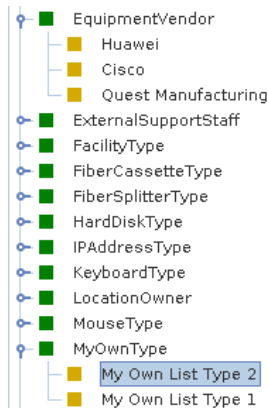 EquipmentVendor
Huawei
Cisco
Quest Manufacturing
ExternalSupportStaff
FacilityType
FiberCassetteType
FiberSplitterType
HardDiskType
IPAddressType
KeyboardType
LocationOwner
MouseType
MyOwnType
My Own List Type 2
My Own List Type 1